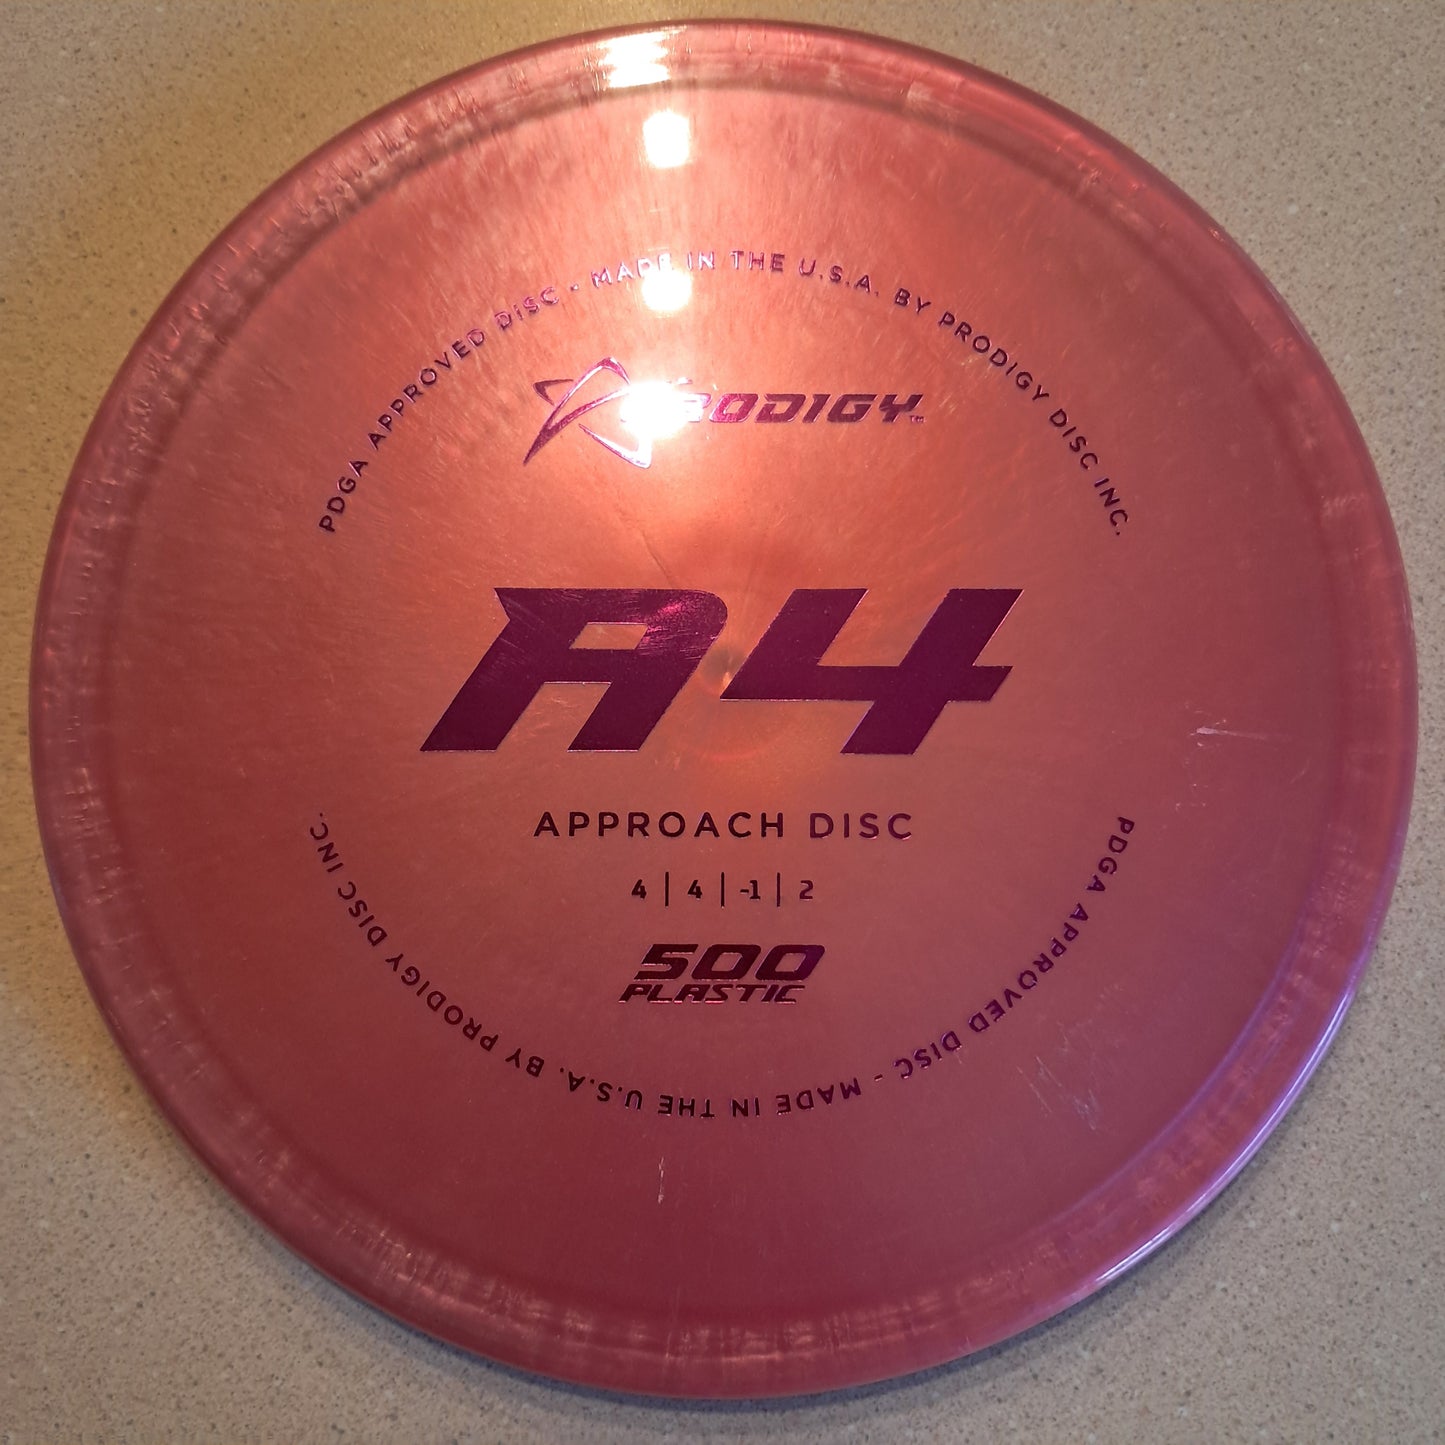 PDGA APPROVED DISC - MADE IN THE U.S.A. BY PRODIGY DISC INC.
PRODIGY™
A4
APPROACH DISC
4 | 4 | -1 | 2
500
PLASTIC
PDGA APPROVED DISC - MADE IN THE U.S.A. BY PRODIGY DISC INC.